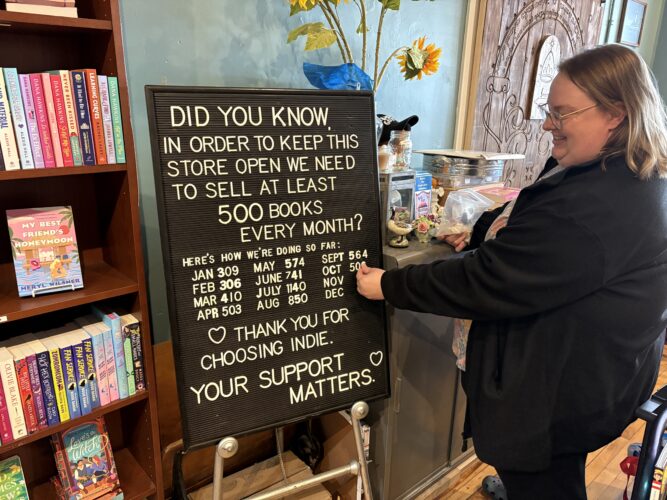 DID YOU KNOW,
IN ORDER TO KEEP THIS
STORE OPEN WE NEED
TO SELL AT LEAST
500 BOOKS
EVERY MONTH?
HERE'S HOW WE'RE DOING SO FAR:
JAN 309 MAY 574 SEPT 564
FEB 306 JUNE 741 OCT
MAR 410 JULY 1140 NOV
APR 503 AUG 850 DEC
♡ THANK YOU FOR
CHOOSING INDIE.
YOUR SUPPORT ♡
MATTERS.
MY BEST
FRIEND'S
HONEYMOON
MERYL WILSNER